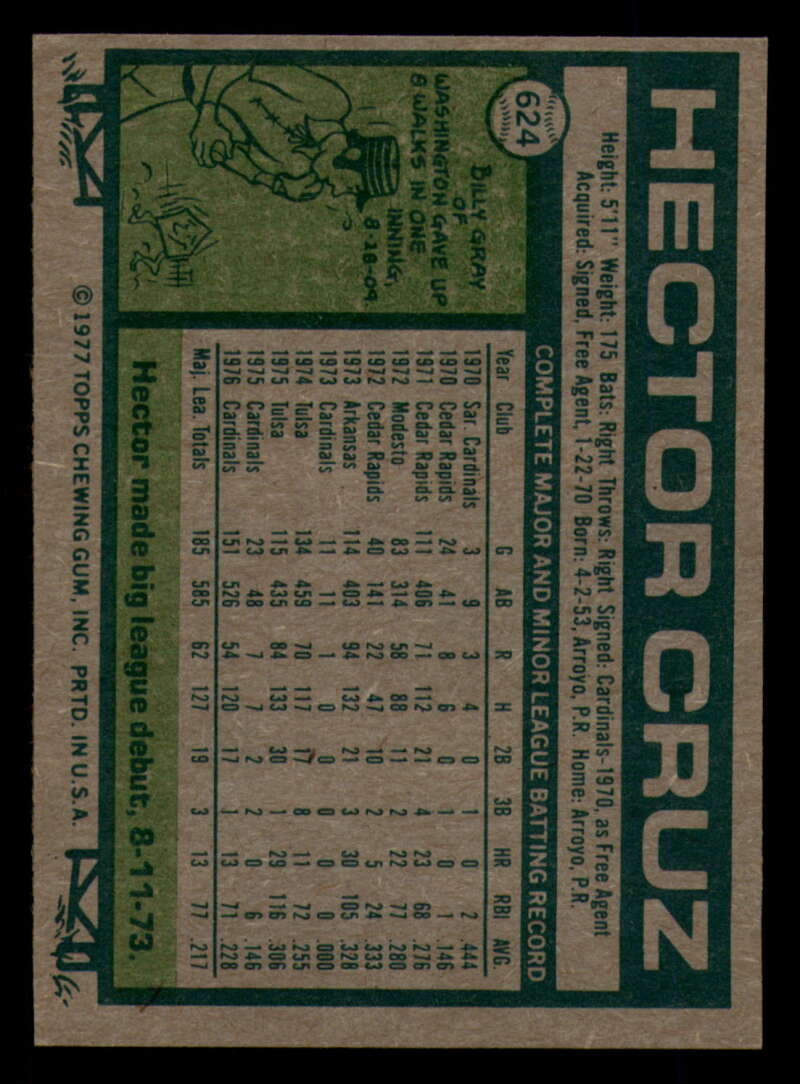 HECTOR CRUZ
624
Height: 5'11" Weight: 175 Bats: Right Throws: Right Signed: Cardinals-1970, as Free Agent
Acquired: Signed, Free Agent, 1-22-70 Born: 4-2-53, Arroyo, P.R. Home: Arroyo, P.R.
BILLY GRAY
OF
WASHINGTON GAVE UP
8 WALKS IN ONE
INNING,
8-28-09.
COMPLETE MAJOR AND MINOR LEAGUE BATTING RECORD
Year Club G AB R H 2B 3B HR RBI AVG.
1970 Sar. Cardinals 3 9 3 4 0 1 0 2 .444
1970 Cedar Rapids 24 41 8 6 0 1 0 1 .146
1971 Cedar Rapids 111 406 71 112 21 4 23 68 .276
1972 Modesto 83 314 58 88 11 2 22 77 .280
1972 Cedar Rapids 40 141 22 47 10 2 5 24 .333
1973 Arkansas 114 403 94 132 21 3 30 105 .328
1973 Cardinals 11 11 1 0 0 0 0 0 .000
1974 Tulsa 134 459 70 117 17 8 11 72 .255
1975 Tulsa 115 435 84 133 30 1 29 116 .306
1975 Cardinals 23 48 7 7 2 2 0 6 .146
1976 Cardinals 151 526 54 120 17 1 13 71 .228
Maj. Lea. Totals 185 585 62 127 19 3 13 77 .217
Hector made big league debut, 8-11-73.
© 1977 TOPPS CHEWING GUM, INC. PRTD. IN U.S.A.